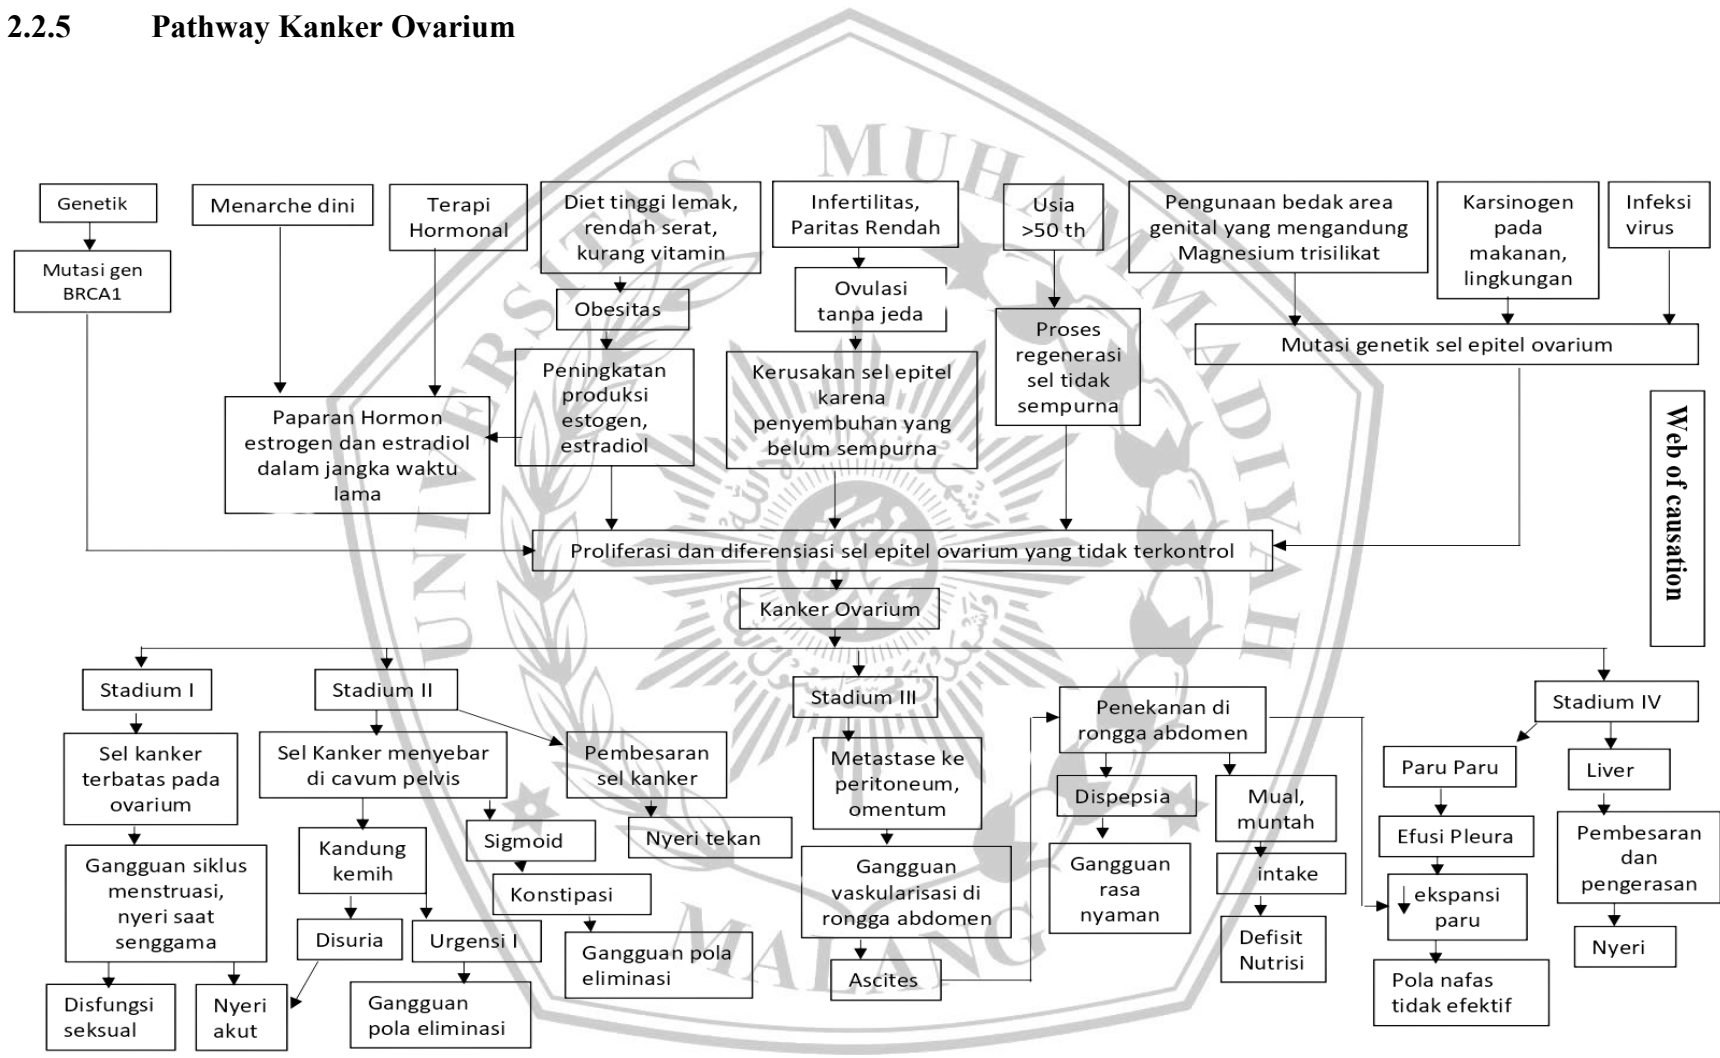 2.2.5 Pathway Kanker Ovarium
UNIVERSITAS MUHAMMADIYAH
MALANG
Genetik
Mutasi gen
BRCA1
Menarche dini
Terapi
Hormonal
Paparan Hormon
estrogen dan estradiol
dalam jangka waktu
lama
Diet tinggi lemak,
rendah serat,
kurang vitamin
Obesitas
Peningkatan
produksi
estogen,
estradiol
Infertilitas,
Paritas Rendah
Ovulasi
tanpa jeda
Kerusakan sel epitel
karena
penyembuhan yang
belum sempurna
Usia
>50 th
Proses
regenerasi
sel tidak
sempurna
Pengunaan bedak area
genital yang mengandung
Magnesium trisilikat
Karsinogen
pada
makanan,
lingkungan
Infeksi
virus
Mutasi genetik sel epitel ovarium
Web of causation
Proliferasi dan diferensiasi sel epitel ovarium yang tidak terkontrol
Kanker Ovarium
Stadium I
Sel kanker
terbatas pada
ovarium
Gangguan siklus
menstruasi,
nyeri saat
senggama
Disfungsi
seksual
Nyeri
akut
Stadium II
Sel Kanker menyebar
di cavum pelvis
Kandung
kemih
Disuria
Urgensi I
Gangguan
pola eliminasi
Sigmoid
Konstipasi
Gangguan pola
eliminasi
Pembesaran
sel kanker
Nyeri tekan
Stadium III
Metastase ke
peritoneum,
omentum
Gangguan
vaskularisasi di
rongga abdomen
Ascites
Penekanan di
rongga abdomen
Dispepsia
Gangguan
rasa
nyaman
Mual,
muntah
intake
Defisit
Nutrisi
Stadium IV
Paru Paru
Efusi Pleura
ekspansi
paru
Pola nafas
tidak efektif
Liver
Pembesaran
dan
pengerasan
Nyeri